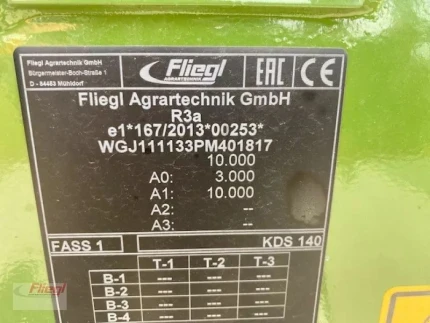 Fliegl Agrartechnik GmbH
Bürgermeister-Boch-Straße 1
D - 84453 Mühldorf
Fliegl
AGRARTECHNIK
EAC CE
Fliegl Agrartechnik GmbH
R3a
e1*167/2013*00253*
WGJ111133PM401817
10.000
A0: 3.000
A1: 10.000
A2: --
A3: --
FASS 1 KDS 140
T-1 T-2 T-3
B-1 --- --- ---
B-2 --- --- ---
B-3 --- --- ---
B-4 --- --- ---
Fliegl